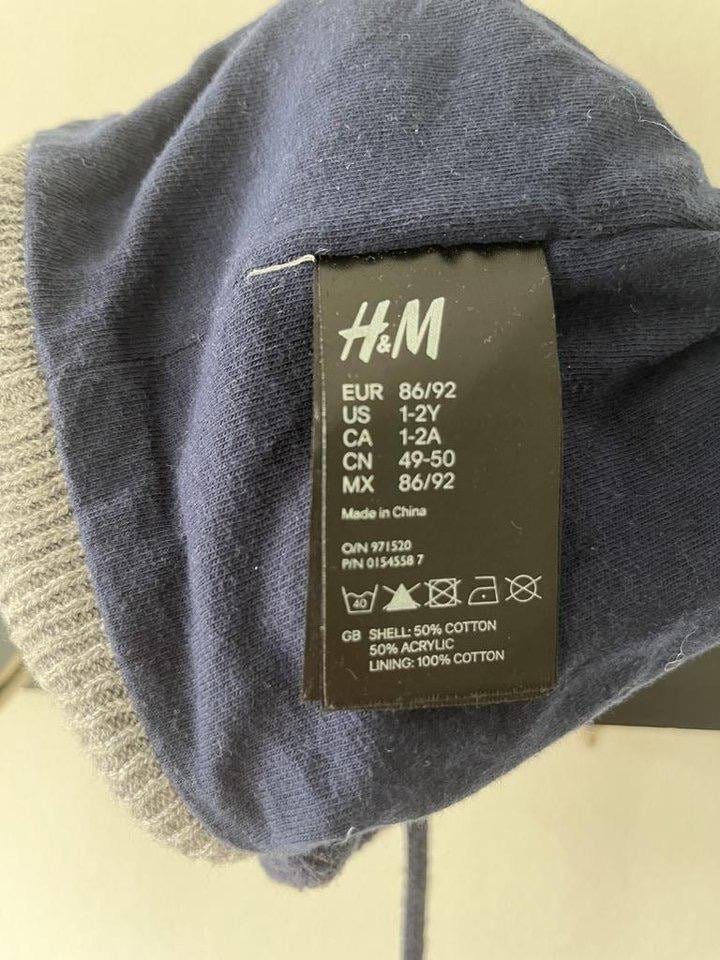 H&M
EUR 86/92
US 1-2Y
CA 1-2A
CN 49-50
MX 86/92
Made in China
O/N 971520
P/N 0154558 7
40
GB SHELL: 50% COTTON
50% ACRYLIC
LINING: 100% COTTON